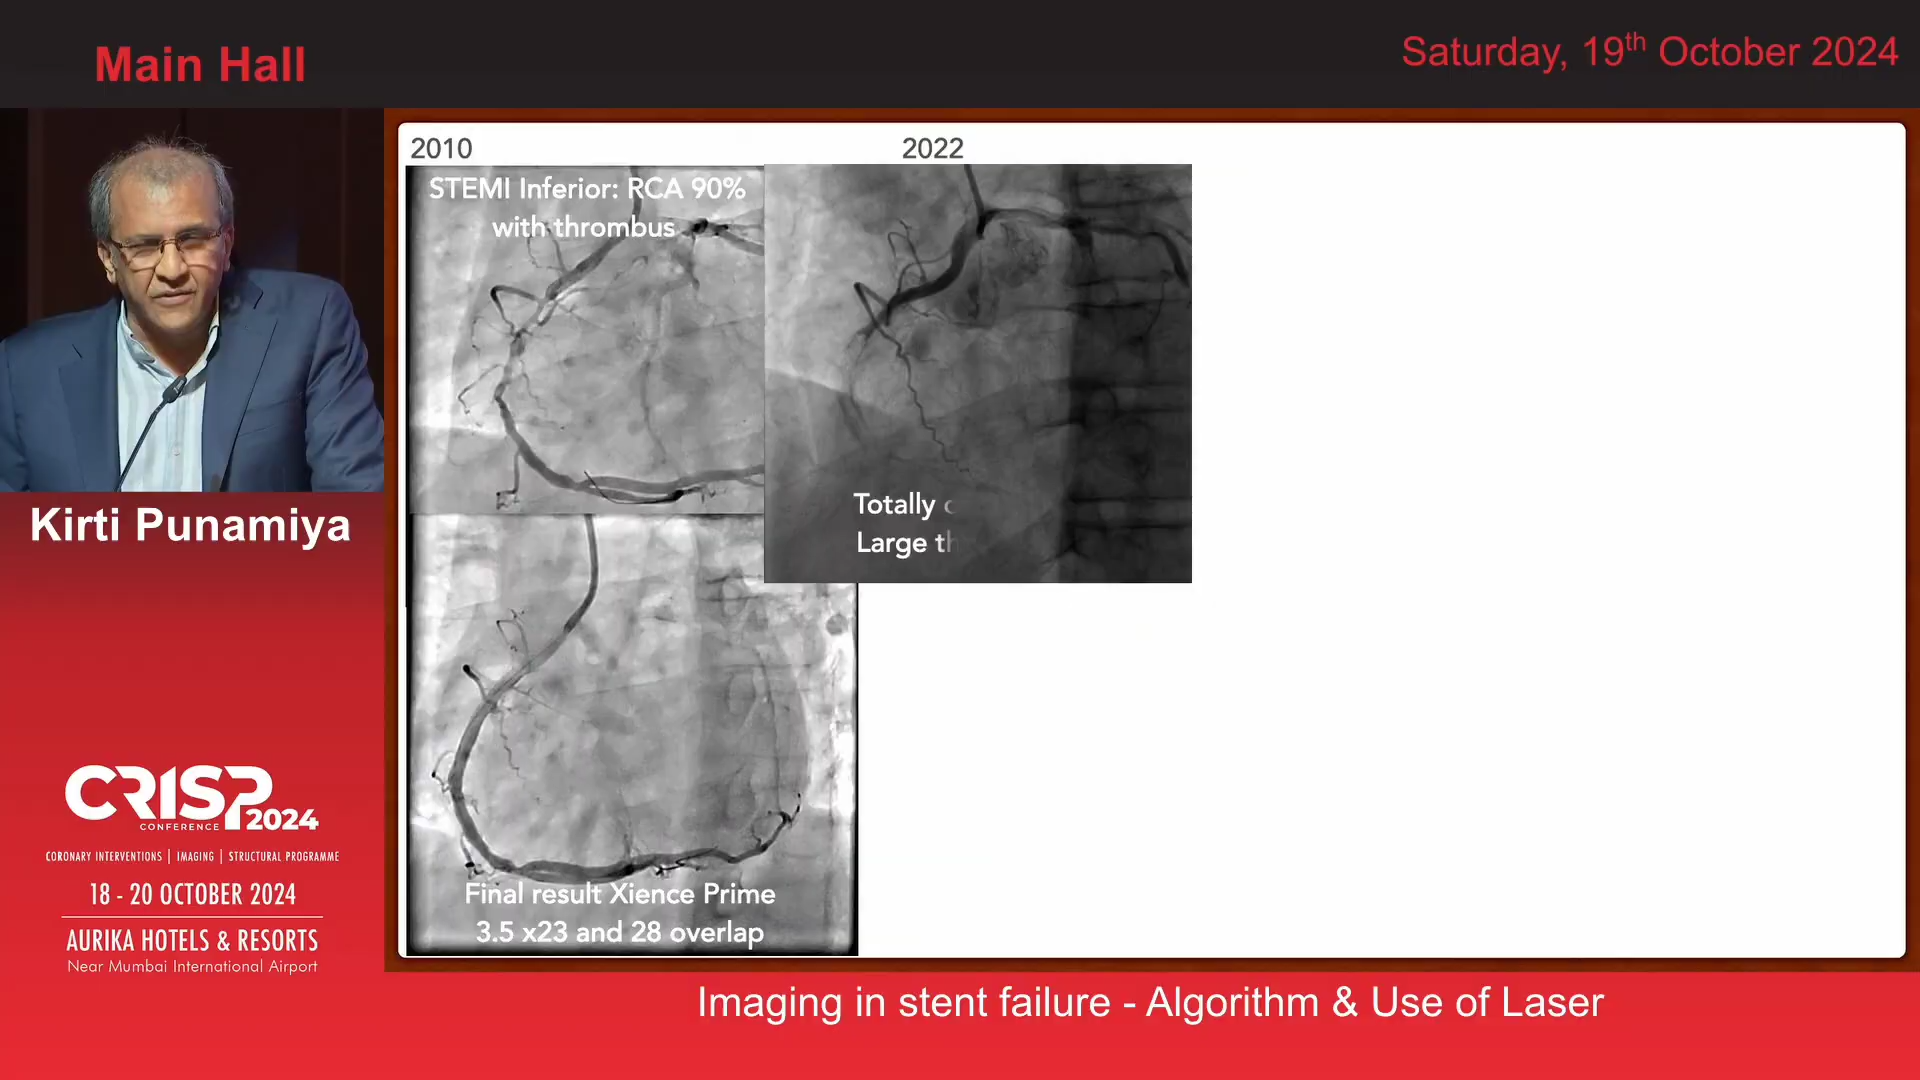 Main Hall
Saturday, 19th October 2024
2010
2022
STEMI Inferior: RCA 90%
with thrombus
Totally
Large
Final result Xience Prime
3.5 x23 and 28 overlap
Kirti Punamiya
CRISP 2024
CONFERENCE
CORONARY INTERVENTIONS | IMAGING | STRUCTURAL PROGRAMME
18 - 20 OCTOBER 2024
AURIKA HOTELS & RESORTS
Near Mumbai International Airport
Imaging in stent failure - Algorithm & Use of Laser